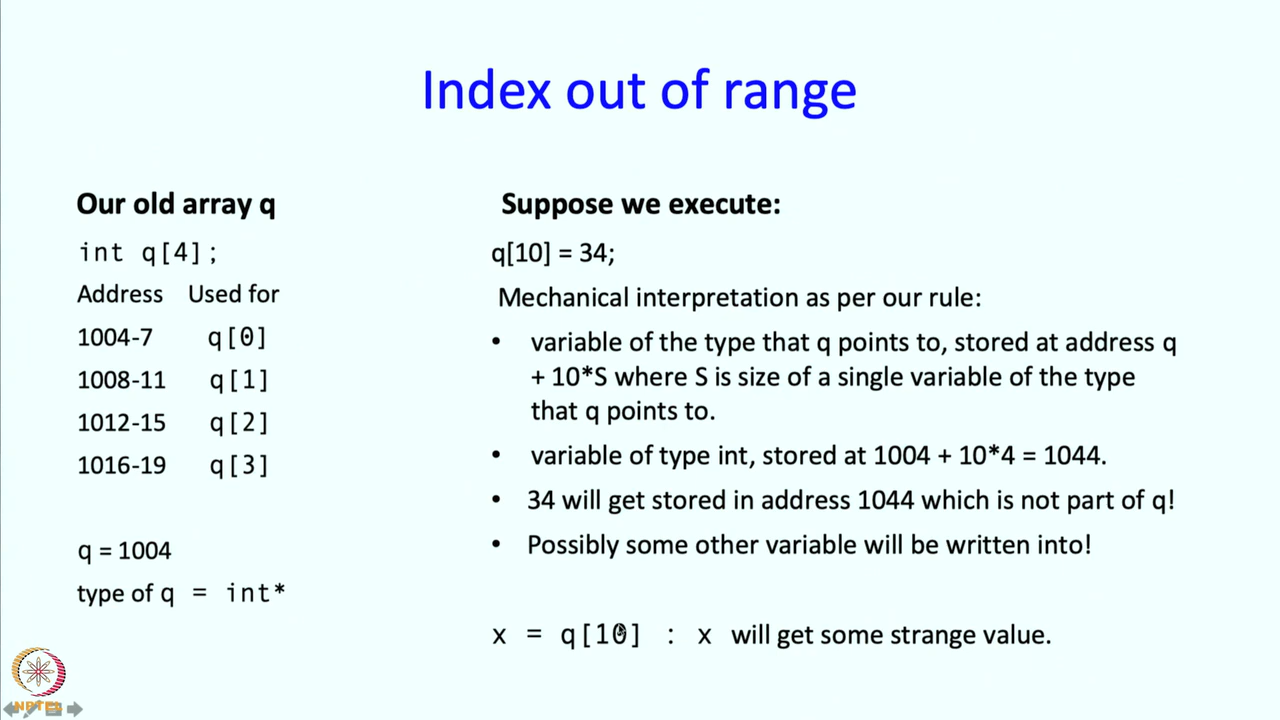 Index out of range
Our old array q
int q[4];
Address Used for
1004-7 q[0]
1008-11 q[1]
1012-15 q[2]
1016-19 q[3]
q = 1004
type of q = int*
Suppose we execute:
q[10] = 34;
Mechanical interpretation as per our rule:
• variable of the type that q points to, stored at address q
+ 10*S where S is size of a single variable of the type
that q points to.
• variable of type int, stored at 1004 + 10*4 = 1044.
• 34 will get stored in address 1044 which is not part of q!
• Possibly some other variable will be written into!
x = q[10] : x will get some strange value.
NPTEL